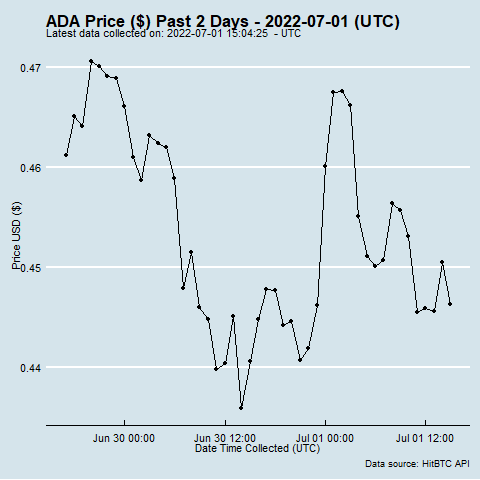 ADA Price ($) Past 2 Days - 2022-07-01 (UTC)
Latest data collected on: 2022-07-01 15:04:25 - UTC
0.47
0.46
0.45
0.44
Price USD ($)
Jun 30 00:00 Jun 30 12:00 Jul 01 00:00 Jul 01 12:00
Date Time Collected (UTC)
Data source: HitBTC API